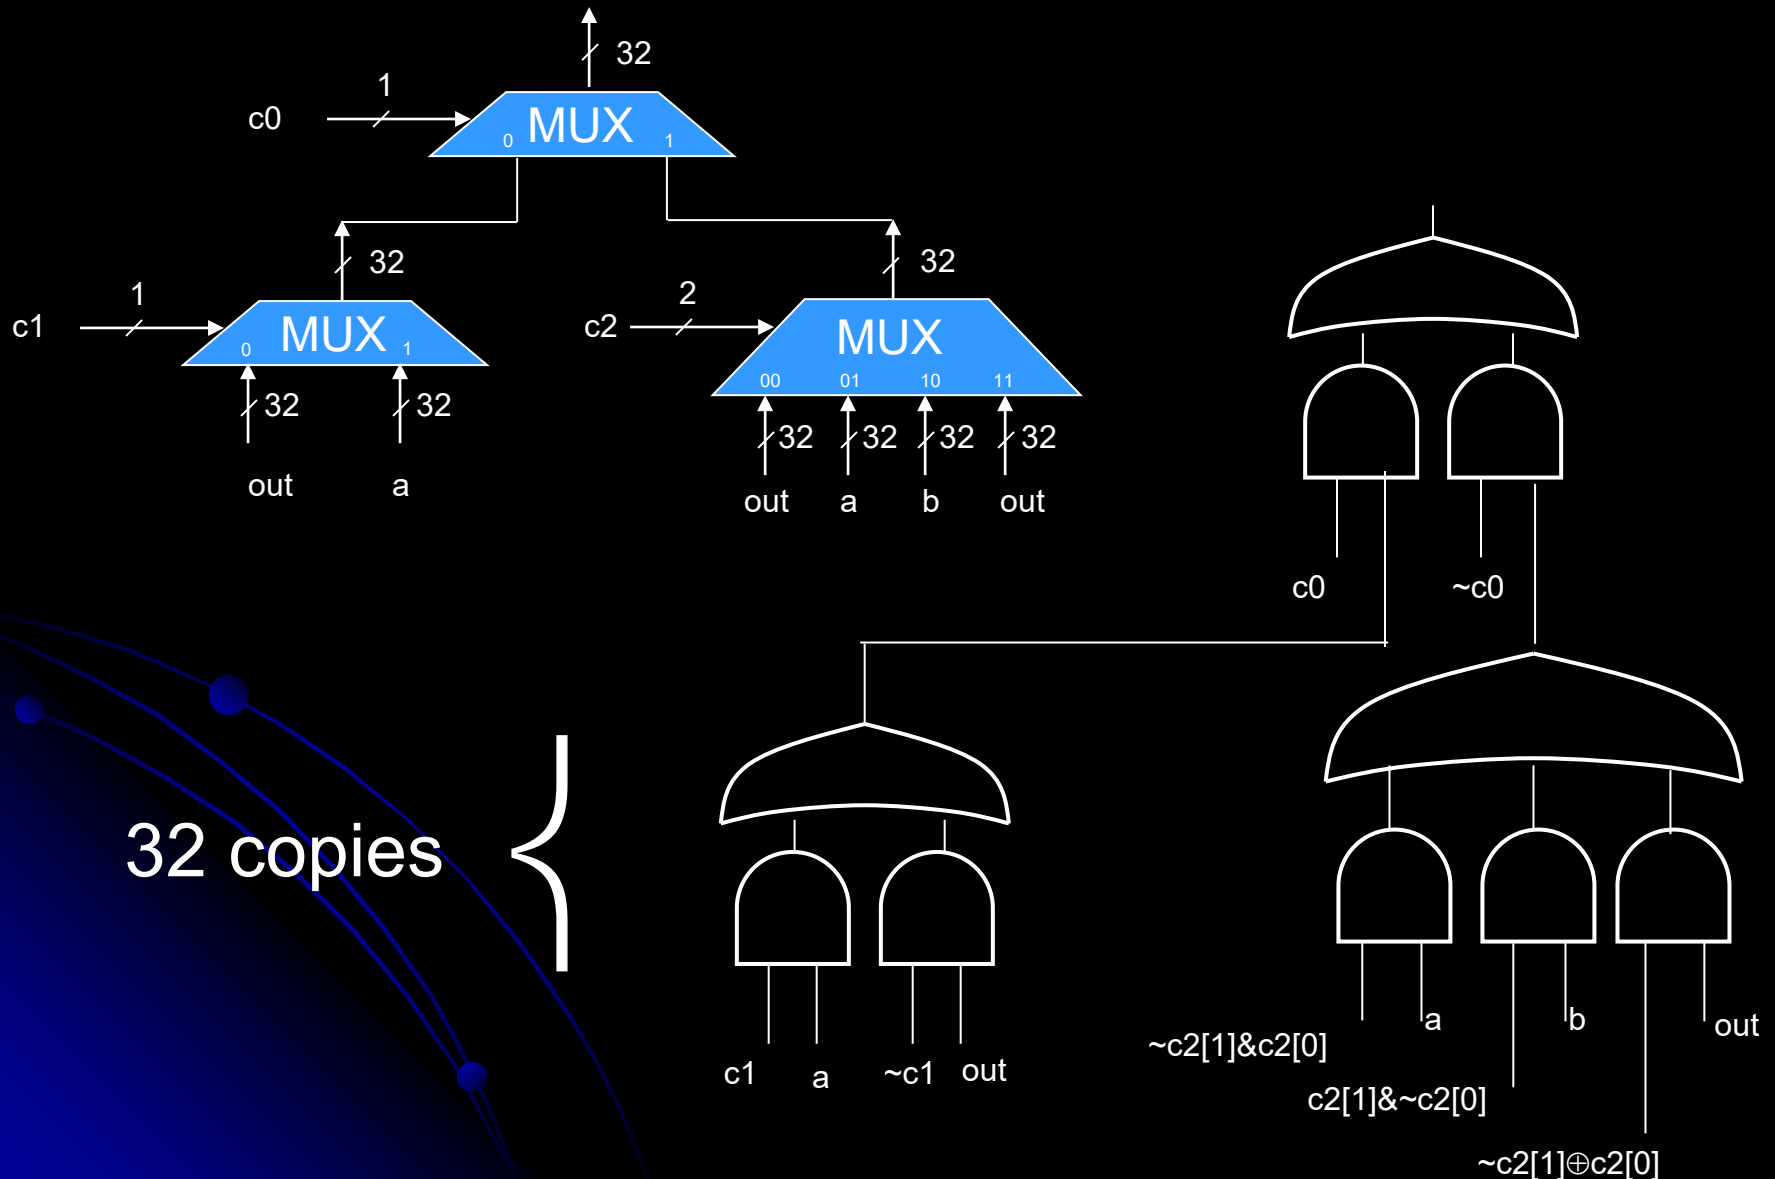 32
1
c0
MUX
0
1
32
32
1
c1
MUX
0
1
2
c2
MUX
00
01
10
11
32
32
32
32
32
32
out
a
out
a
b
out
c0
~c0
32 copies
c1
a
~c1
out
a
b
out
~c2[1]&c2[0]
c2[1]&~c2[0]
~c2[1]⊕c2[0]